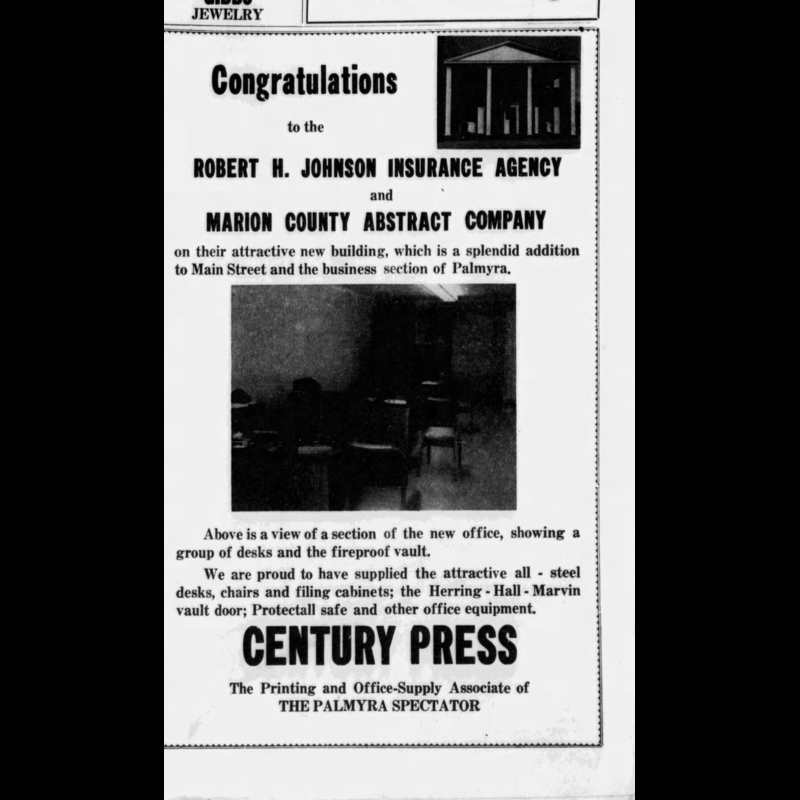 GIBBS
JEWELRY
Congratulations
to the
ROBERT H. JOHNSON INSURANCE AGENCY
and
MARION COUNTY ABSTRACT COMPANY
on their attractive new building, which is a splendid addition
to Main Street and the business section of Palmyra.
Above is a view of a section of the new office, showing a
group of desks and the fireproof vault.
We are proud to have supplied the attractive all - steel
desks, chairs and filing cabinets; the Herring - Hall - Marvin
vault door; Protectall safe and other office equipment.
CENTURY PRESS
The Printing and Office-Supply Associate of
THE PALMYRA SPECTATOR